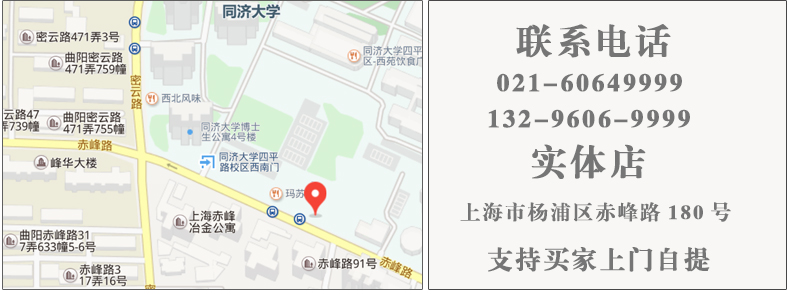 同济大学
密云路471弄3号
曲阳密云路
471弄759幢
同济大学四平
区-西苑饮食广
密云路
西北风味
密云路47
弄739幢
曲阳密云路
471弄755幢
同济大学博士
生公寓4号楼
赤峰路
峰华大楼
同济大学四平
路校区西南门
玛苏
上海赤峰
冶金公寓
曲阳赤峰路31
7弄633幢5-6号
赤峰路3
17弄16号
赤峰路91号
赤峰路
联系电话
021-60649999
132-9606-9999
实体店
上海市杨浦区赤峰路 180 号
支持买家上门自提